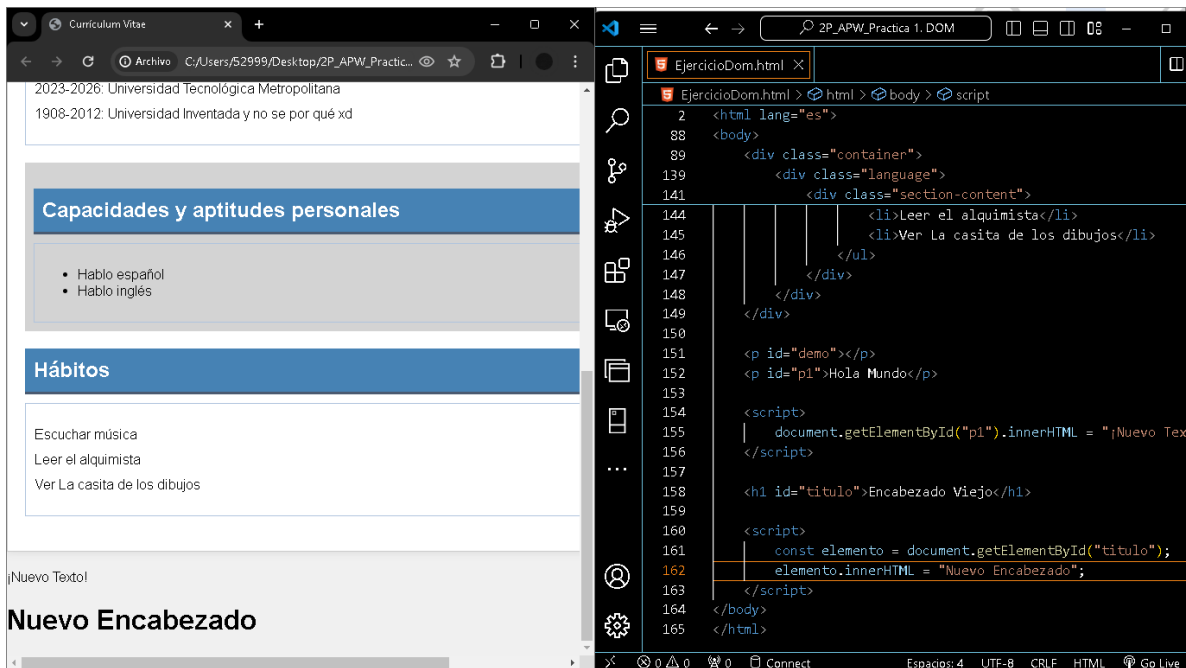 Currículum Vitae
Archivo C:/Users/52999/Desktop/2P_APW_Practic...
2023-2026: Universidad Tecnológica Metropolitana
1908-2012: Universidad Inventada y no se por qué xd
Capacidades y aptitudes personales
Hablo español
Hablo inglés
Hábitos
Escuchar música
Leer el alquimista
Ver La casita de los dibujos
¡Nuevo Texto!
Nuevo Encabezado
2P_APW_Practica 1. DOM
EjercicioDom.html
EjercicioDom.html > html > body > script
2 <html lang="es">
88 <body>
89 <div class="container">
139 <div class="language">
141 <div class="section-content">
144 <li>Leer el alquimista</li>
145 <li>Ver La casita de los dibujos</li>
146 </ul>
147 </div>
148 </div>
149 </div>
150
151 <p id="demo"></p>
152 <p id="p1">Hola Mundo</p>
153
154 <script>
155 document.getElementById("p1").innerHTML = "¡Nuevo Tex
156 </script>
157
158 <h1 id="titulo">Encabezado Viejo</h1>
159
160 <script>
161 const elemento = document.getElementById("titulo");
162 elemento.innerHTML = "Nuevo Encabezado";
163 </script>
164 </body>
165 </html>
0 0 0 Connect Espacios: 4 UTF-8 CRLF HTML Go Live